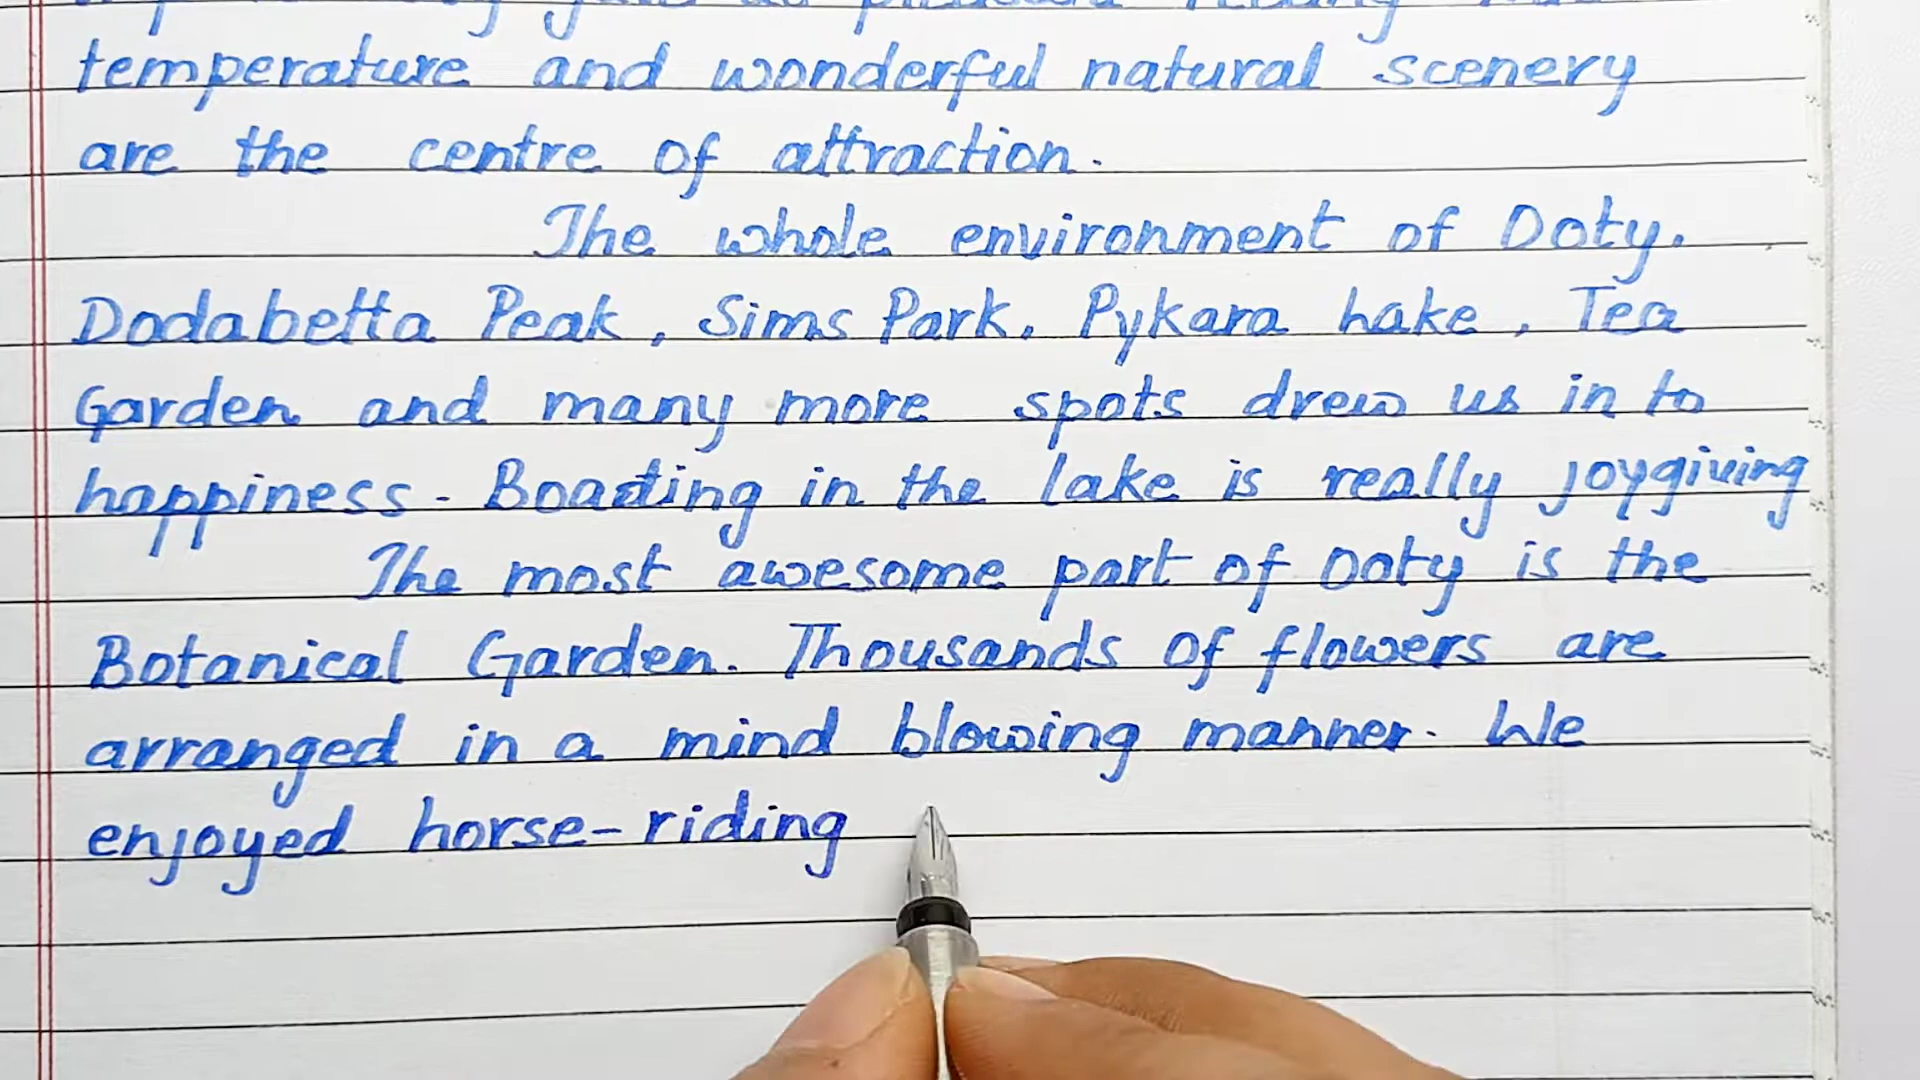 temperature and wonderful natural scenery
are the centre of attraction.
The whole environment of Ooty.
Dodabetta Peak, Sims Park, Pykara Lake, Tea
Garden and many more spots drew us in to
happiness. Boating in the lake is really joygiving
The most awesome part of Ooty is the
Botanical Garden. Thousands of flowers are
arranged in a mind blowing manner. We
enjoyed horse-riding